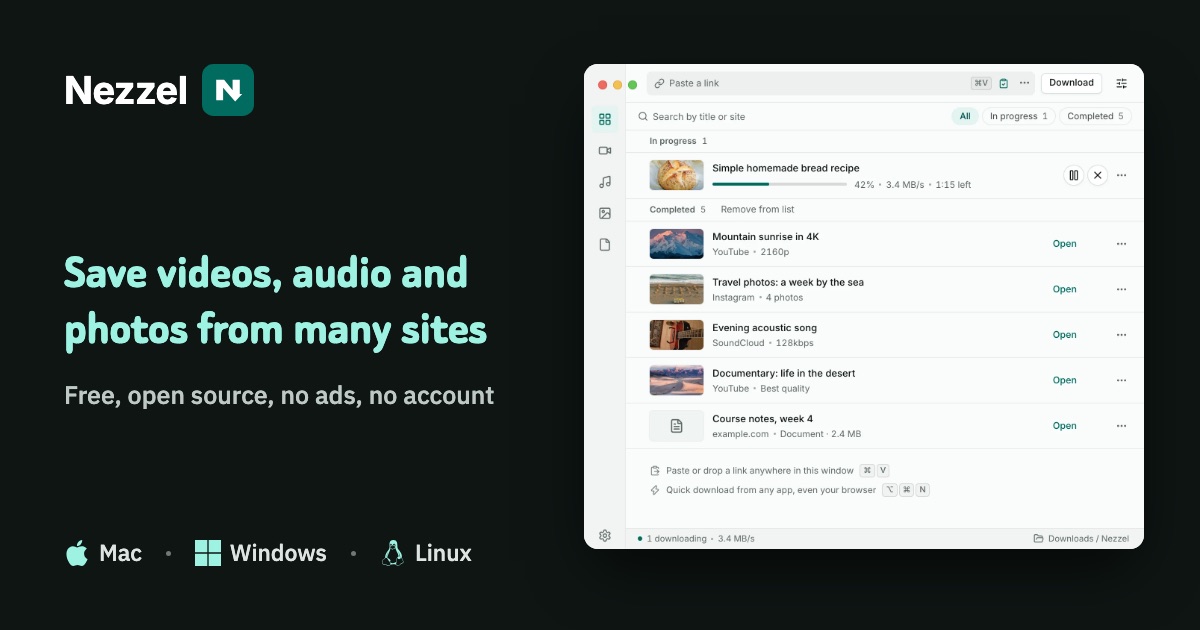 Nezzel
Save videos, audio and
photos from many sites
Free, open source, no ads, no account
Mac • Windows • Linux
Paste a link ⌘V ••• Download
Search by title or site All In progress 1 Completed 5
In progress 1
Simple homemade bread recipe
42% • 3.4 MB/s • 1:15 left
Completed 5 Remove from list
Mountain sunrise in 4K
YouTube • 2160p
Open
Travel photos: a week by the sea
Instagram • 4 photos
Open
Evening acoustic song
SoundCloud • 128kbps
Open
Documentary: life in the desert
YouTube • Best quality
Open
Course notes, week 4
example.com • Document · 2.4 MB
Open
Paste or drop a link anywhere in this window ⌘ V
Quick download from any app, even your browser ⌥ ⌘ N
1 downloading • 3.4 MB/s Downloads / Nezzel